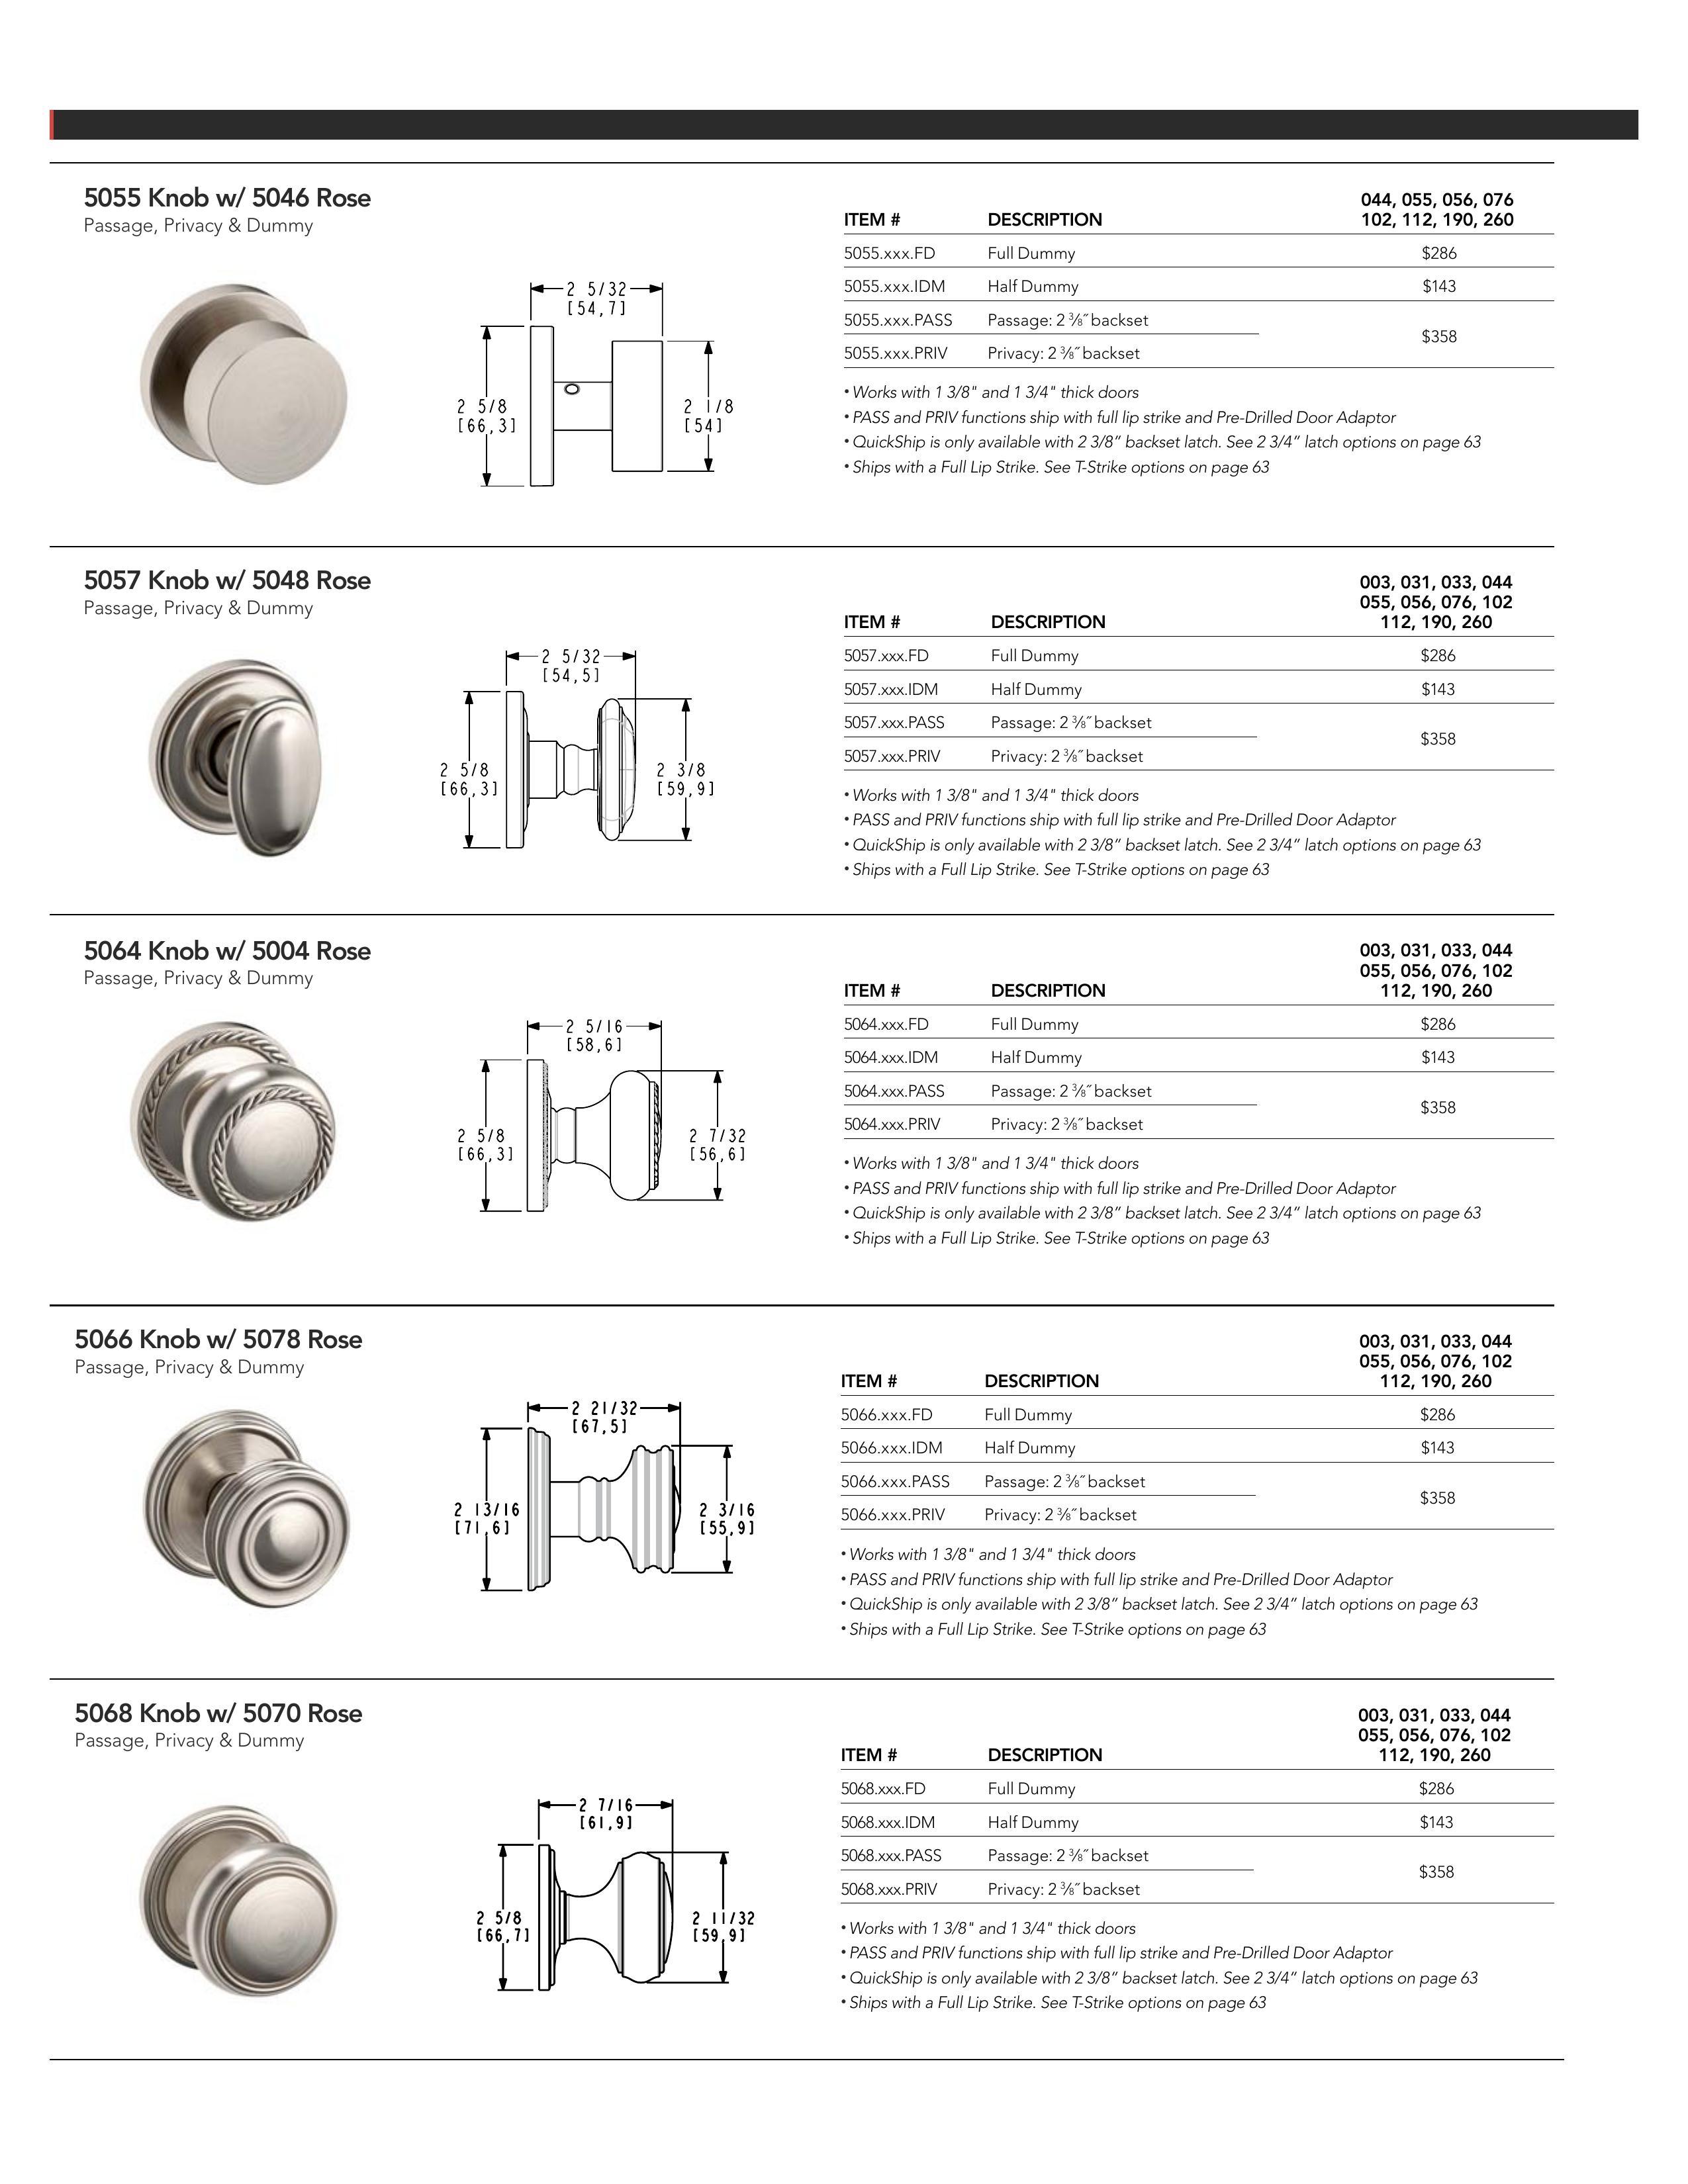 5055 Knob w/ 5046 Rose
Passage, Privacy & Dummy
2 5/32
[54,7]
2 5/8
[66,3]
2 1/8
[54]
044, 055, 056, 076
ITEM # DESCRIPTION 102, 112, 190, 260
5055.xxx.FD Full Dummy $286
5055.xxx.IDM Half Dummy $143
5055.xxx.PASS Passage: 2 ⅜˝ backset
$358
5055.xxx.PRIV Privacy: 2 ⅜˝ backset
• Works with 1 3/8" and 1 3/4" thick doors
• PASS and PRIV functions ship with full lip strike and Pre-Drilled Door Adaptor
• QuickShip is only available with 2 3/8” backset latch. See 2 3/4” latch options on page 63
• Ships with a Full Lip Strike. See T-Strike options on page 63
5057 Knob w/ 5048 Rose
Passage, Privacy & Dummy
2 5/32
[54,5]
2 5/8
[66,3]
2 3/8
[59,9]
003, 031, 033, 044
055, 056, 076, 102
ITEM # DESCRIPTION 112, 190, 260
5057.xxx.FD Full Dummy $286
5057.xxx.IDM Half Dummy $143
5057.xxx.PASS Passage: 2 ⅜˝ backset
$358
5057.xxx.PRIV Privacy: 2 ⅜˝ backset
• Works with 1 3/8" and 1 3/4" thick doors
• PASS and PRIV functions ship with full lip strike and Pre-Drilled Door Adaptor
• QuickShip is only available with 2 3/8” backset latch. See 2 3/4” latch options on page 63
• Ships with a Full Lip Strike. See T-Strike options on page 63
5064 Knob w/ 5004 Rose
Passage, Privacy & Dummy
2 5/16
[58,6]
2 5/8
[66,3]
2 7/32
[56,6]
003, 031, 033, 044
055, 056, 076, 102
ITEM # DESCRIPTION 112, 190, 260
5064.xxx.FD Full Dummy $286
5064.xxx.IDM Half Dummy $143
5064.xxx.PASS Passage: 2 ⅜˝ backset
$358
5064.xxx.PRIV Privacy: 2 ⅜˝ backset
• Works with 1 3/8" and 1 3/4" thick doors
• PASS and PRIV functions ship with full lip strike and Pre-Drilled Door Adaptor
• QuickShip is only available with 2 3/8” backset latch. See 2 3/4” latch options on page 63
• Ships with a Full Lip Strike. See T-Strike options on page 63
5066 Knob w/ 5078 Rose
Passage, Privacy & Dummy
2 21/32
[67,5]
2 13/16
[71,6]
2 3/16
[55,9]
003, 031, 033, 044
055, 056, 076, 102
ITEM # DESCRIPTION 112, 190, 260
5066.xxx.FD Full Dummy $286
5066.xxx.IDM Half Dummy $143
5066.xxx.PASS Passage: 2 ⅜˝ backset
$358
5066.xxx.PRIV Privacy: 2 ⅜˝ backset
• Works with 1 3/8" and 1 3/4" thick doors
• PASS and PRIV functions ship with full lip strike and Pre-Drilled Door Adaptor
• QuickShip is only available with 2 3/8” backset latch. See 2 3/4” latch options on page 63
• Ships with a Full Lip Strike. See T-Strike options on page 63
5068 Knob w/ 5070 Rose
Passage, Privacy & Dummy
2 7/16
[61,9]
2 5/8
[66,7]
2 11/32
[59,9]
003, 031, 033, 044
055, 056, 076, 102
ITEM # DESCRIPTION 112, 190, 260
5068.xxx.FD Full Dummy $286
5068.xxx.IDM Half Dummy $143
5068.xxx.PASS Passage: 2 ⅜˝ backset
$358
5068.xxx.PRIV Privacy: 2 ⅜˝ backset
• Works with 1 3/8" and 1 3/4" thick doors
• PASS and PRIV functions ship with full lip strike and Pre-Drilled Door Adaptor
• QuickShip is only available with 2 3/8” backset latch. See 2 3/4” latch options on page 63
• Ships with a Full Lip Strike. See T-Strike options on page 63